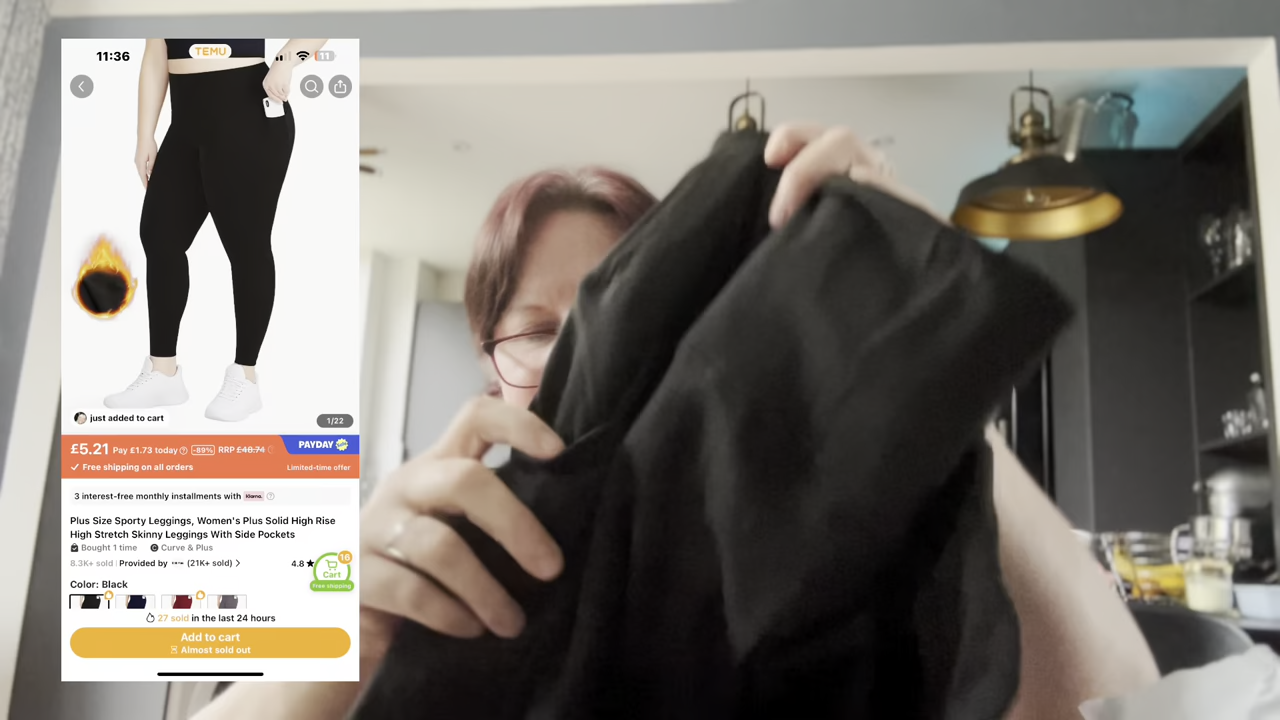 11:36
TEMU
11
just added to cart
1/22
£5.21 Pay £1.73 today ? -89% RRP £48.74
PAYDAY
✓ Free shipping on all orders
Limited-time offer
3 interest-free monthly installments with Klarna. ?
Plus Size Sporty Leggings, Women's Plus Solid High Rise
High Stretch Skinny Leggings With Side Pockets
Bought 1 time
Curve & Plus
8.3K+ sold
Provided by
(21K+ sold) >
4.8 ★
16
Cart
Free shipping
Color: Black
27 sold in the last 24 hours
Add to cart
Almost sold out